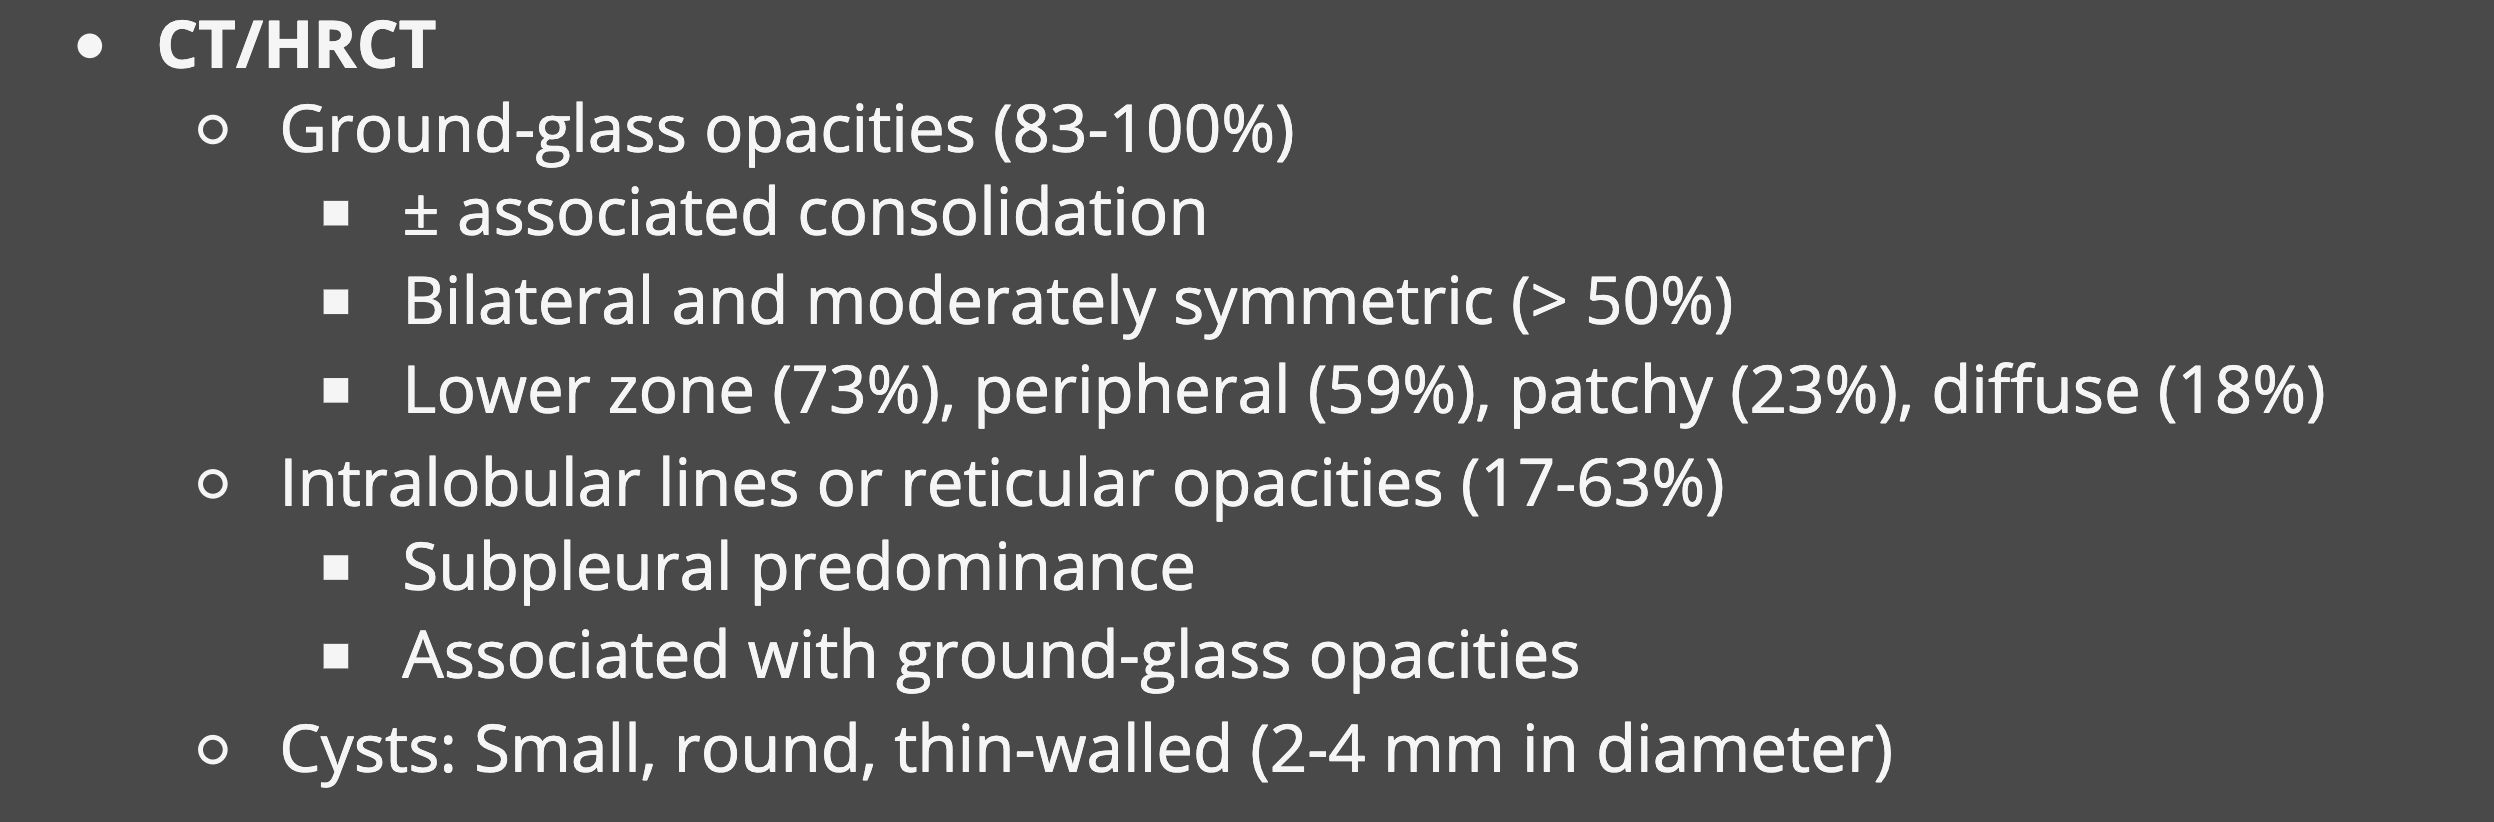 • CT/HRCT
◦ Ground-glass opacities (83-100%)
▪ ± associated consolidation
▪ Bilateral and moderately symmetric (> 50%)
▪ Lower zone (73%), peripheral (59%), patchy (23%), diffuse (18%)
◦ Intralobular lines or reticular opacities (17-63%)
▪ Subpleural predominance
▪ Associated with ground-glass opacities
◦ Cysts: Small, round, thin-walled (2-4 mm in diameter)